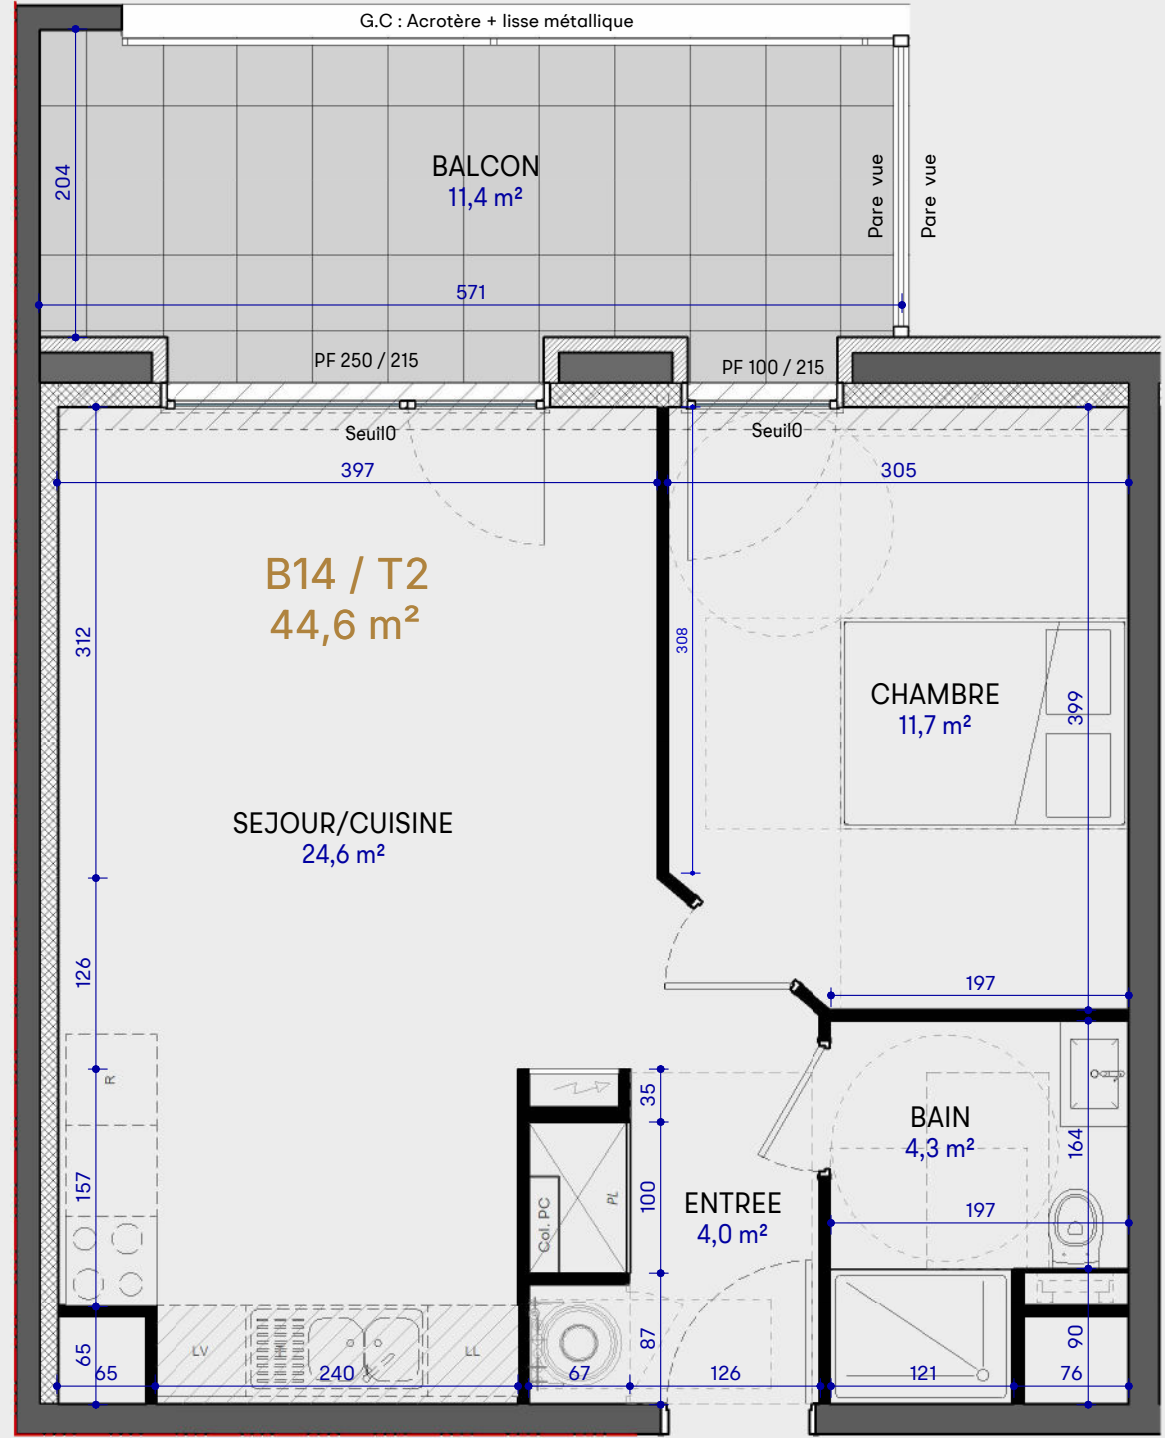 G.C : Acrotère + lisse métallique
BALCON
11,4 m²
204
571
Pare vue
Pare vue
PF 250 / 215
PF 100 / 215
Seuil0
Seuil0
397
305
B14 / T2
44,6 m²
312
308
CHAMBRE
11,7 m²
399
SEJOUR/CUISINE
24,6 m²
126
197
R
35
BAIN
4,3 m²
164
157
100
PL
Col. PC
ENTREE
4,0 m²
197
65
65
LV
240
LL
67
87
126
121
90
76